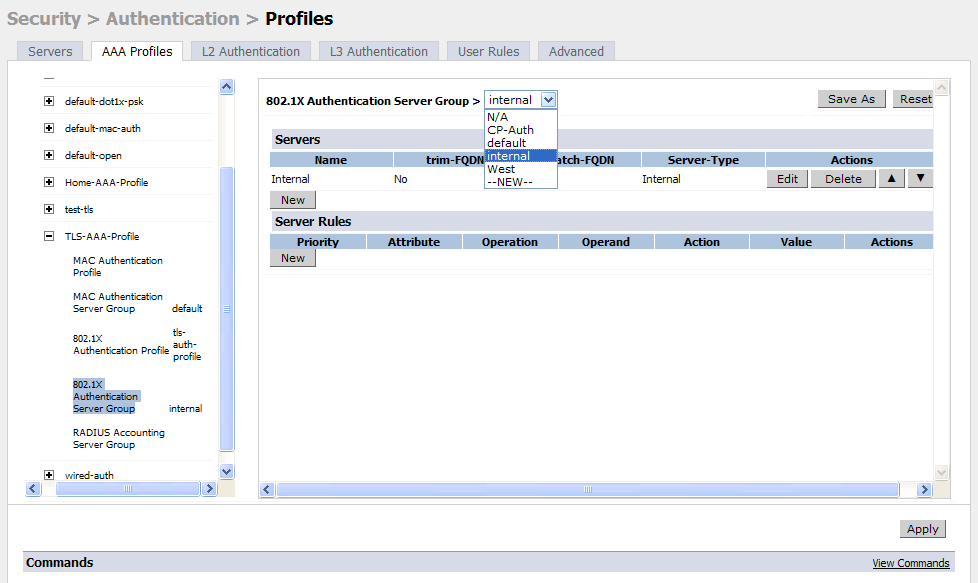 Security > Authentication > Profiles
Servers AAA Profiles L2 Authentication L3 Authentication User Rules Advanced
default-dot1x-psk
default-mac-auth
default-open
Home-AAA-Profile
test-tls
TLS-AAA-Profile
MAC Authentication
Profile
MAC Authentication
Server Group default
802.1X
Authentication Profile
tls-
auth-
profile
802.1X
Authentication
Server Group internal
RADIUS Accounting
Server Group
wired-auth
802.1X Authentication Server Group > internal Save As Reset
N/A
CP-Auth
default
internal
West
--NEW--
Servers
Name trim-FQDN atch-FQDN Server-Type Actions
Internal No Internal Edit Delete ▲ ▼
New
Server Rules
Priority Attribute Operation Operand Action Value Actions
New
Apply
Commands View Commands